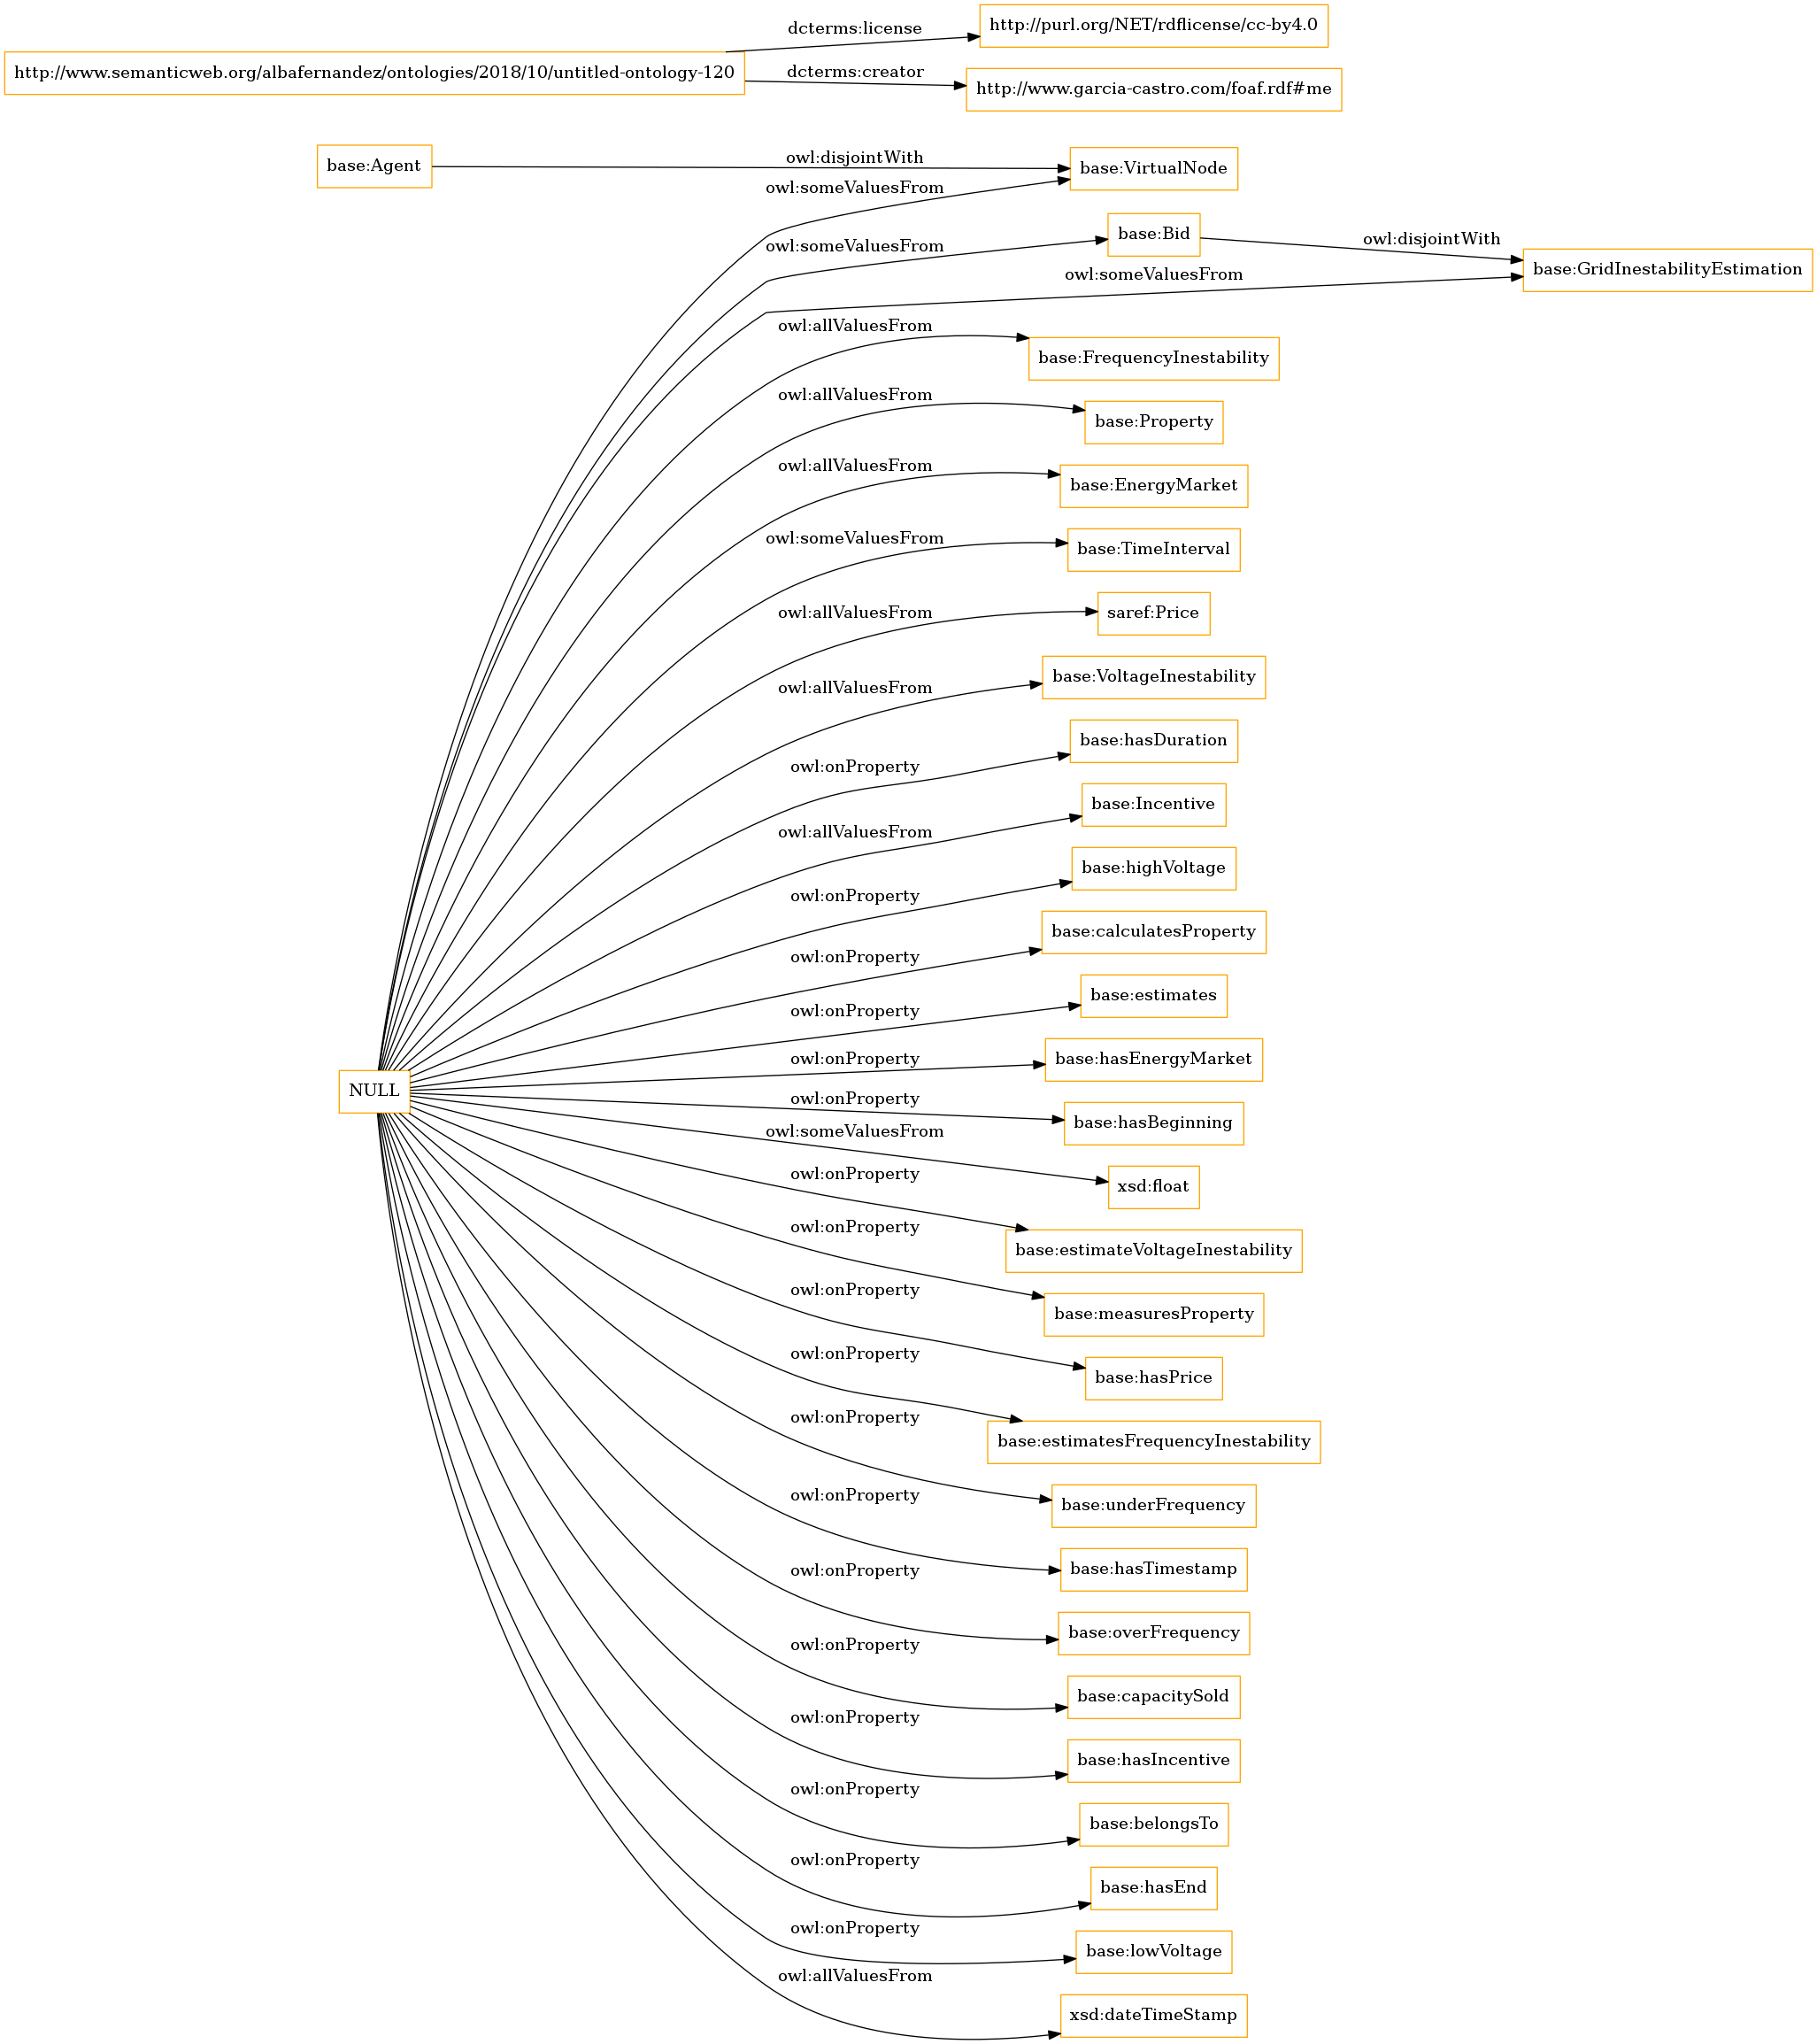 dcterms:license
http://purl.org/NET/rdflicense/cc-by4.0
http://www.semanticweb.org/albafernandez/ontologies/2018/10/untitled-ontology-120
dcterms:creator
http://www.garcia-castro.com/foaf.rdf#me
base:Agent
owl:disjointWith
base:VirtualNode
owl:someValuesFrom
base:Bid
owl:disjointWith
owl:someValuesFrom
base:GridInestabilityEstimation
owl:someValuesFrom
owl:allValuesFrom
base:FrequencyInestability
owl:allValuesFrom
base:Property
owl:allValuesFrom
base:EnergyMarket
owl:someValuesFrom
base:TimeInterval
owl:allValuesFrom
saref:Price
owl:allValuesFrom
base:VoltageInestability
owl:onProperty
base:hasDuration
owl:allValuesFrom
base:Incentive
owl:onProperty
base:highVoltage
owl:onProperty
base:calculatesProperty
owl:onProperty
base:estimates
owl:onProperty
base:hasEnergyMarket
NULL
owl:onProperty
base:hasBeginning
owl:someValuesFrom
xsd:float
owl:onProperty
base:estimateVoltageInestability
owl:onProperty
base:measuresProperty
owl:onProperty
base:hasPrice
owl:onProperty
base:estimatesFrequencyInestability
owl:onProperty
base:underFrequency
owl:onProperty
base:hasTimestamp
owl:onProperty
base:overFrequency
owl:onProperty
base:capacitySold
owl:onProperty
base:hasIncentive
owl:onProperty
base:belongsTo
owl:onProperty
base:hasEnd
owl:onProperty
base:lowVoltage
owl:allValuesFrom
xsd:dateTimeStamp